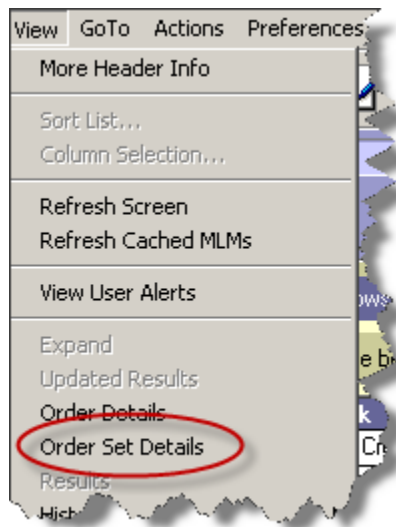 View GoTo Actions Preferences
More Header Info
Sort List...
Column Selection...
Refresh Screen
Refresh Cached MLMs
View User Alerts
Expand
Updated Results
Order Details
Order Set Details
Results